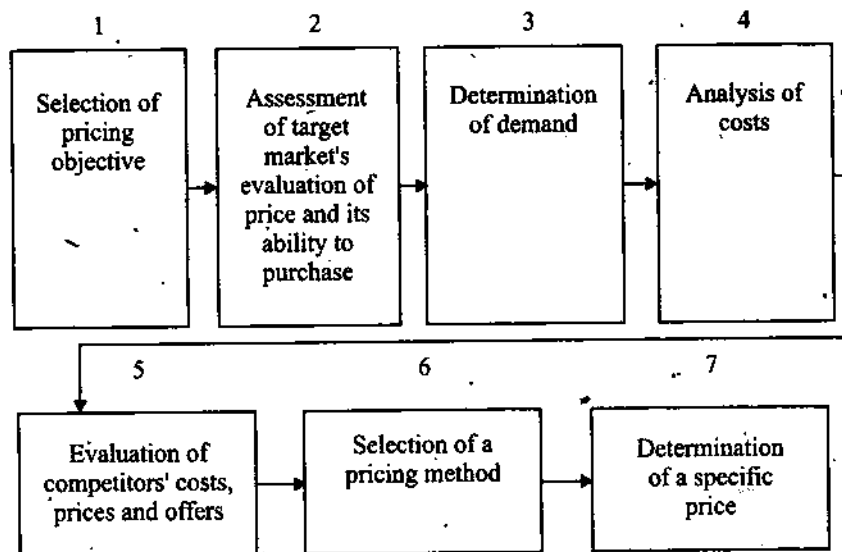 1
2
3
4
Selection of
pricing
objective
Assessment
of target
market's
evaluation of
price and its
ability to
purchase
Determination
of demand
Analysis of
costs
5
6
7
Evaluation of
competitors' costs,
prices and offers
Selection of a
pricing method
Determination
of a specific
price